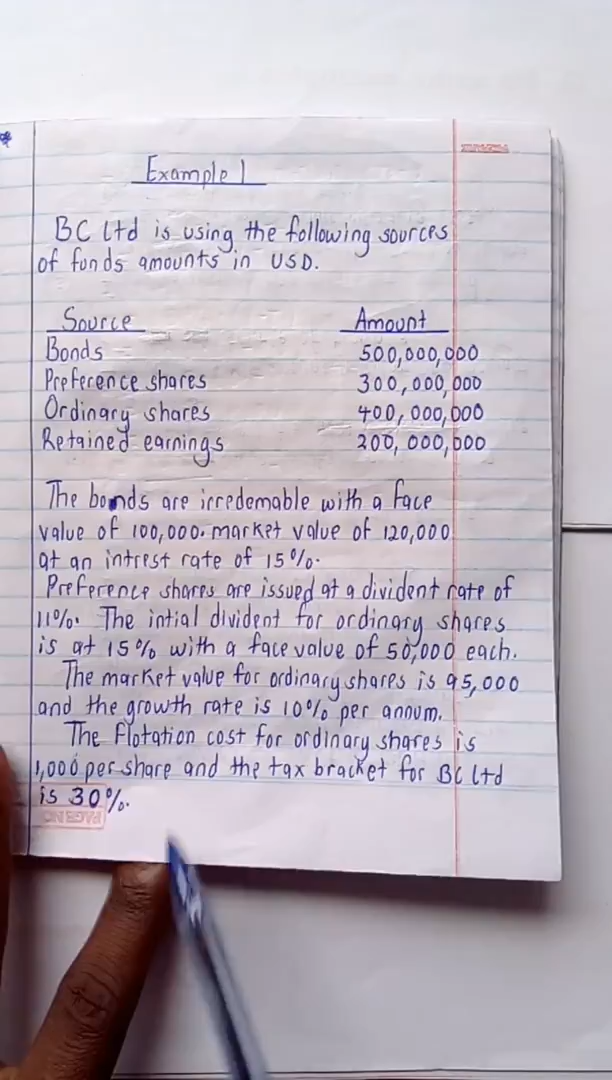 Example 1
BC Ltd is using the following sources
of funds amounts in USD.
Source Amount
Bonds 500,000,000
Preference shares 300,000,000
Ordinary shares 400,000,000
Retained earnings 200,000,000
The bonds are irredemable with a face
value of 100,000. market value of 120,000
at an intrest rate of 15%.
Preference shares are issued at a divident rate of
11%. The intial divident for ordinary shares
is at 15% with a face value of 50,000 each.
The market value for ordinary shares is 95,000
and the growth rate is 10% per annum.
The flotation cost for ordinary shares is
1,000 per share and the tax bracket for BC Ltd
is 30%.
PAGE NO